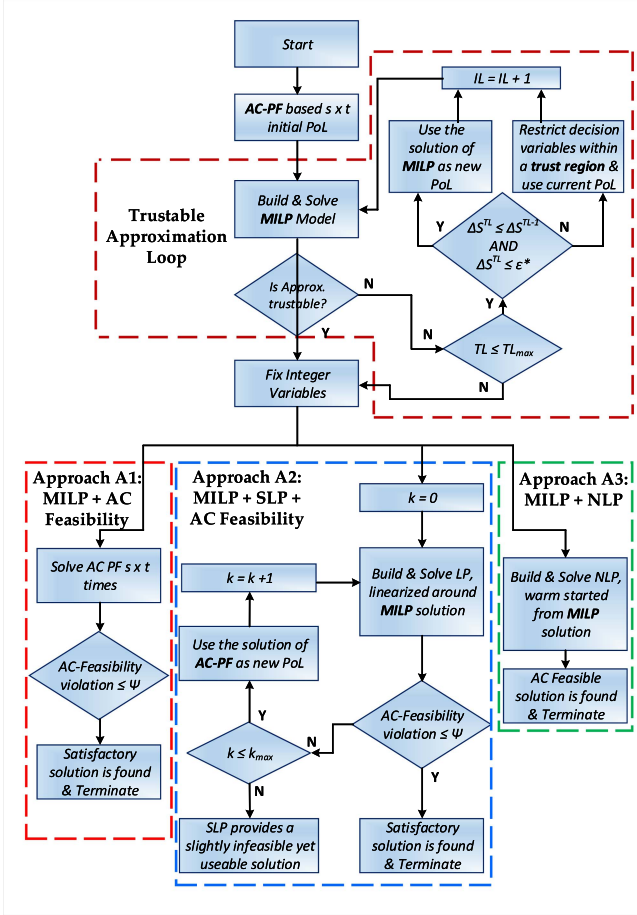 Start
AC-PF based s x t
initial PoL
IL = IL + 1
Use the
solution of
MILP as new
PoL
Restrict decision
variables within
a trust region &
use current PoL
Trustable
Approximation
Loop
Build & Solve
MILP Model
ΔS^TL ≤ ΔS^TL-1
AND
ΔS^TL ≤ ε*
Y
N
Is Approx.
trustable?
N
Y
N
Y
TL ≤ TL_max
N
Fix Integer
Variables
Approach A1:
MILP + AC
Feasibility
Solve AC PF s x t
times
AC-Feasibility
violation ≤ Ψ
Satisfactory
solution is found
& Terminate
Approach A2:
MILP + SLP +
AC Feasibility
k = 0
k = k +1
Build & Solve LP,
linearized around
MILP solution
Use the solution of
AC-PF as new PoL
Y
N
k ≤ k_max
AC-Feasibility
violation ≤ Ψ
N
Y
SLP provides a
slightly infeasible yet
useable solution
Satisfactory
solution is found
& Terminate
Approach A3:
MILP + NLP
Build & Solve NLP,
warm started
from MILP
solution
AC Feasible
solution is found
& Terminate